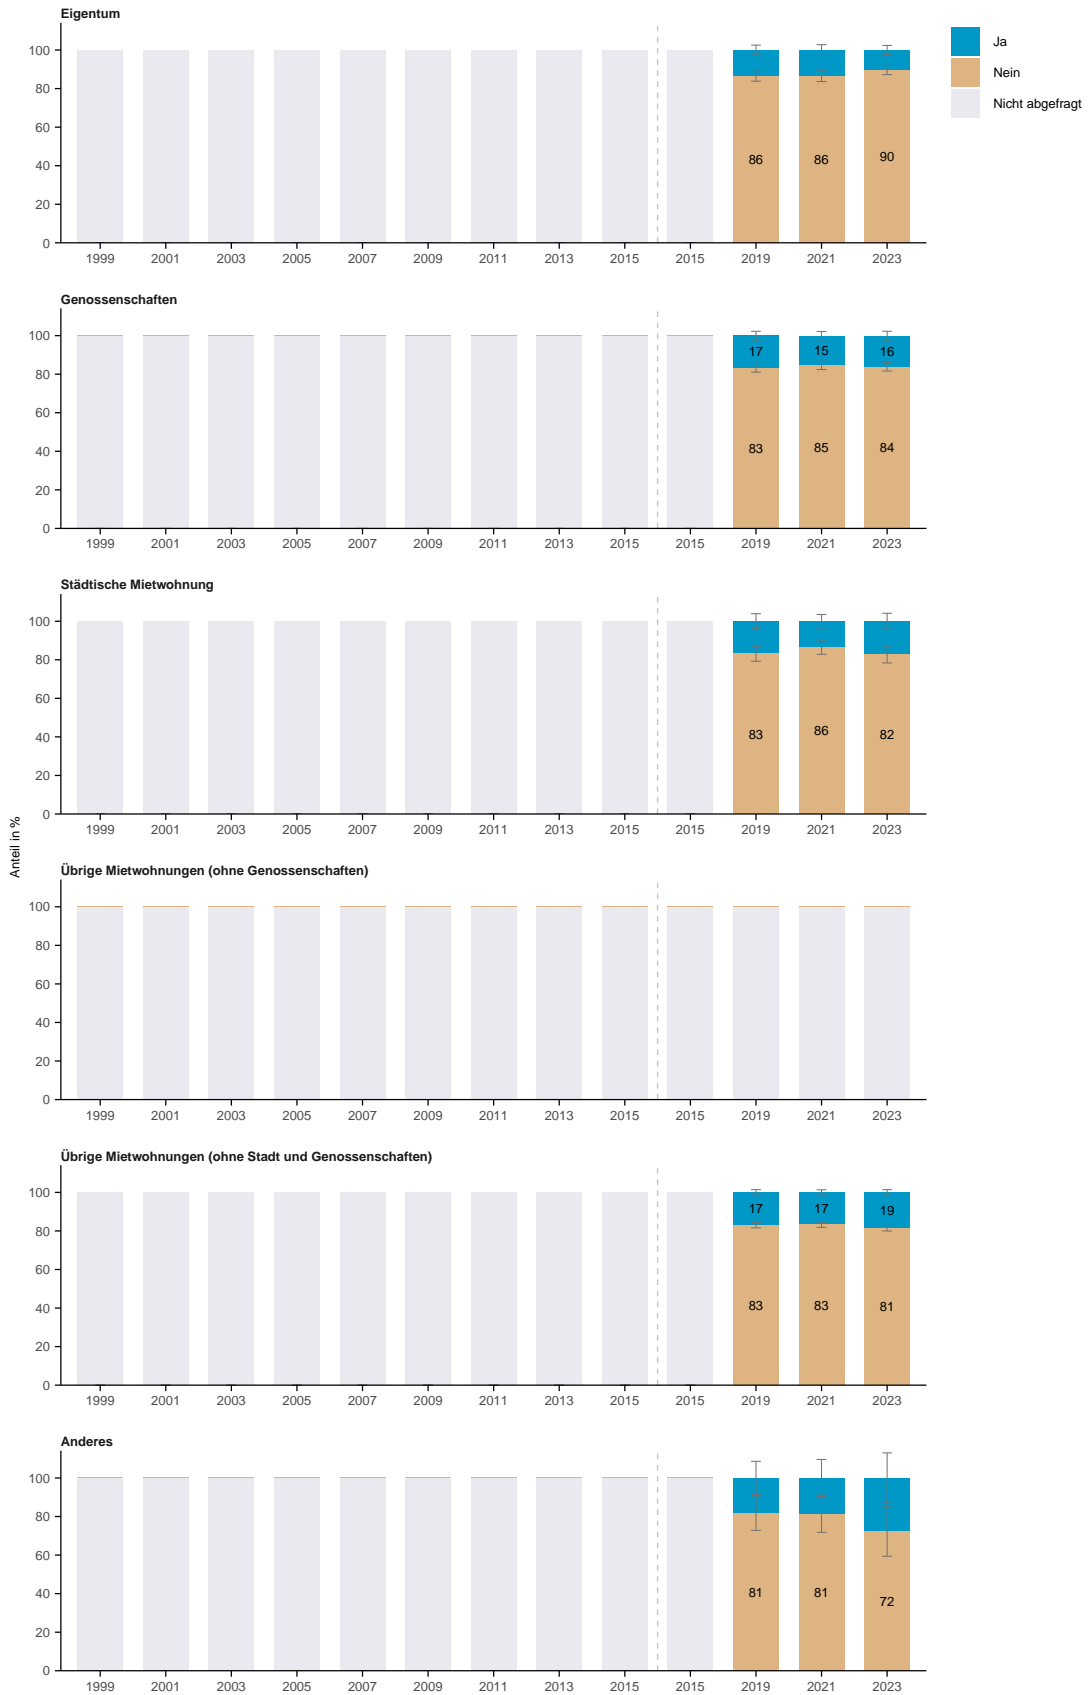 Eigentum
Ja
Nein
Nicht abgefragt
100
80
60
40
20
0
86 86 90
1999 2001 2003 2005 2007 2009 2011 2013 2015 2015 2019 2021 2023
Genossenschaften
100
80
60
40
20
0
17 15 16
83 85 84
1999 2001 2003 2005 2007 2009 2011 2013 2015 2015 2019 2021 2023
Städtische Mietwohnung
100
80
60
40
20
0
83 86 82
1999 2001 2003 2005 2007 2009 2011 2013 2015 2015 2019 2021 2023
Anteil in %
Übrige Mietwohnungen (ohne Genossenschaften)
100
80
60
40
20
0
1999 2001 2003 2005 2007 2009 2011 2013 2015 2015 2019 2021 2023
Übrige Mietwohnungen (ohne Stadt und Genossenschaften)
100
80
60
40
20
0
17 17 19
83 83 81
1999 2001 2003 2005 2007 2009 2011 2013 2015 2015 2019 2021 2023
Anderes
100
80
60
40
20
0
81 81 72
1999 2001 2003 2005 2007 2009 2011 2013 2015 2015 2019 2021 2023